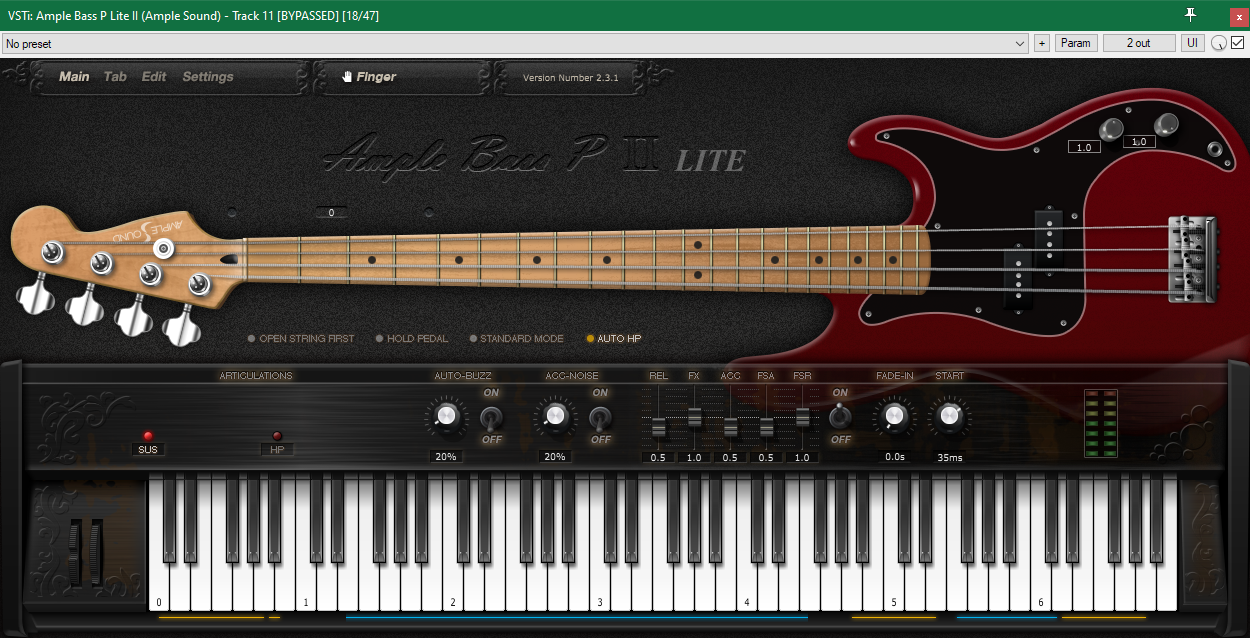 VSTi: Ample Bass P Lite II (Ample Sound) - Track 11 [BYPASSED] [18/47]
x
No preset
+
Param
2 out
UI
Main Tab Edit Settings
Finger
Version Number 2.3.1
Ample Bass P II LITE
1.0
1.0
0
AMPLE SOUND
OPEN STRING FIRST
HOLD PEDAL
STANDARD MODE
AUTO HP
ARTICULATIONS
AUTO-BUZZ
ACC-NOISE
REL FX ACC FSA FSR
FADE-IN
START
ON
ON
ON
OFF
OFF
OFF
SUS
HP
20%
20%
0.5 1.0 0.5 0.5 1.0
0.0s
35ms
0 1 2 3 4 5 6